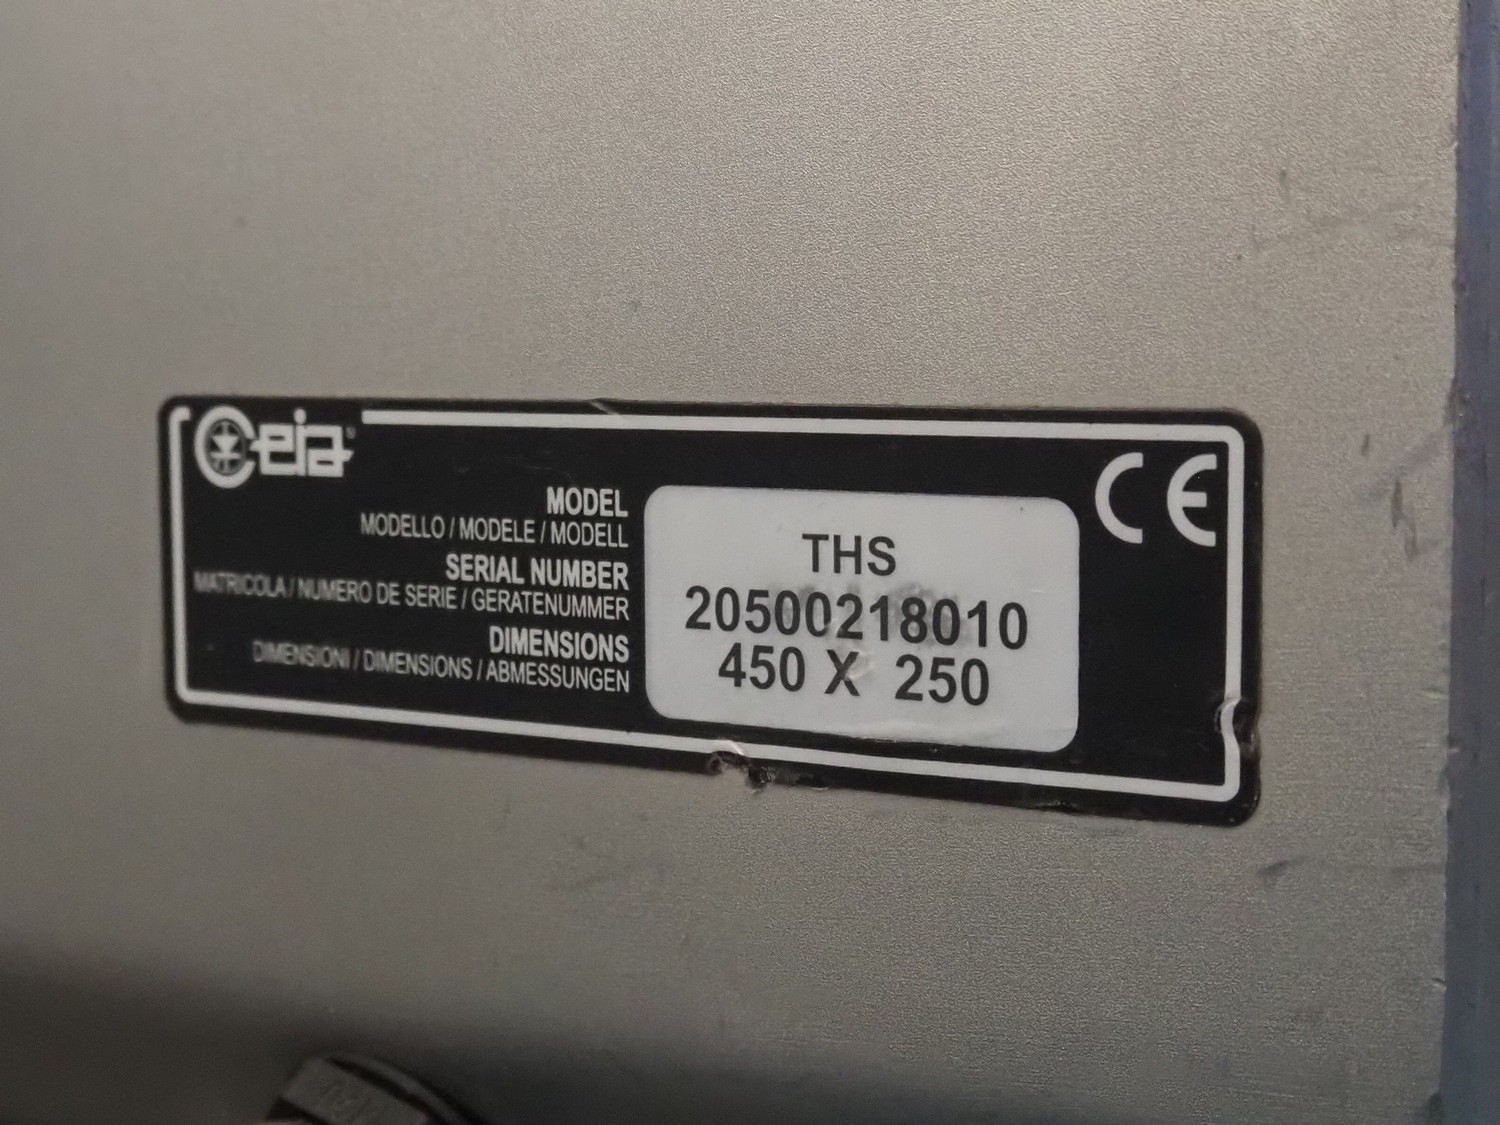 Ceia®
MODEL
MODELLO / MODELE / MODELL
SERIAL NUMBER
MATRICOLA / NUMERO DE SERIE / GERATENUMMER
DIMENSIONS
DIMENSIONI / DIMENSIONS / ABMESSUNGEN
THS
20500218010
450 X 250
CE